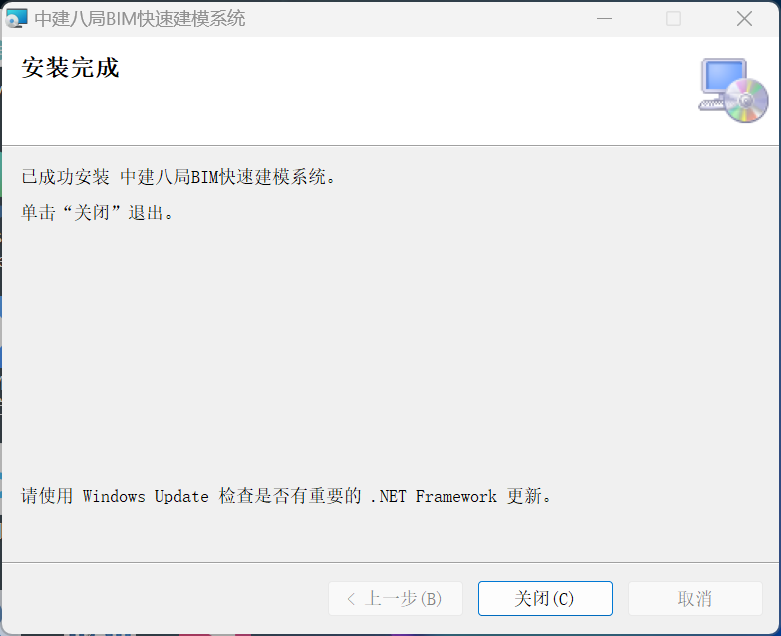 中建八局BIM快速建模系统
安装完成
已成功安装 中建八局BIM快速建模系统。
单击“关闭”退出。
请使用 Windows Update 检查是否有重要的 .NET Framework 更新。
< 上一步(B)
关闭(C)
取消